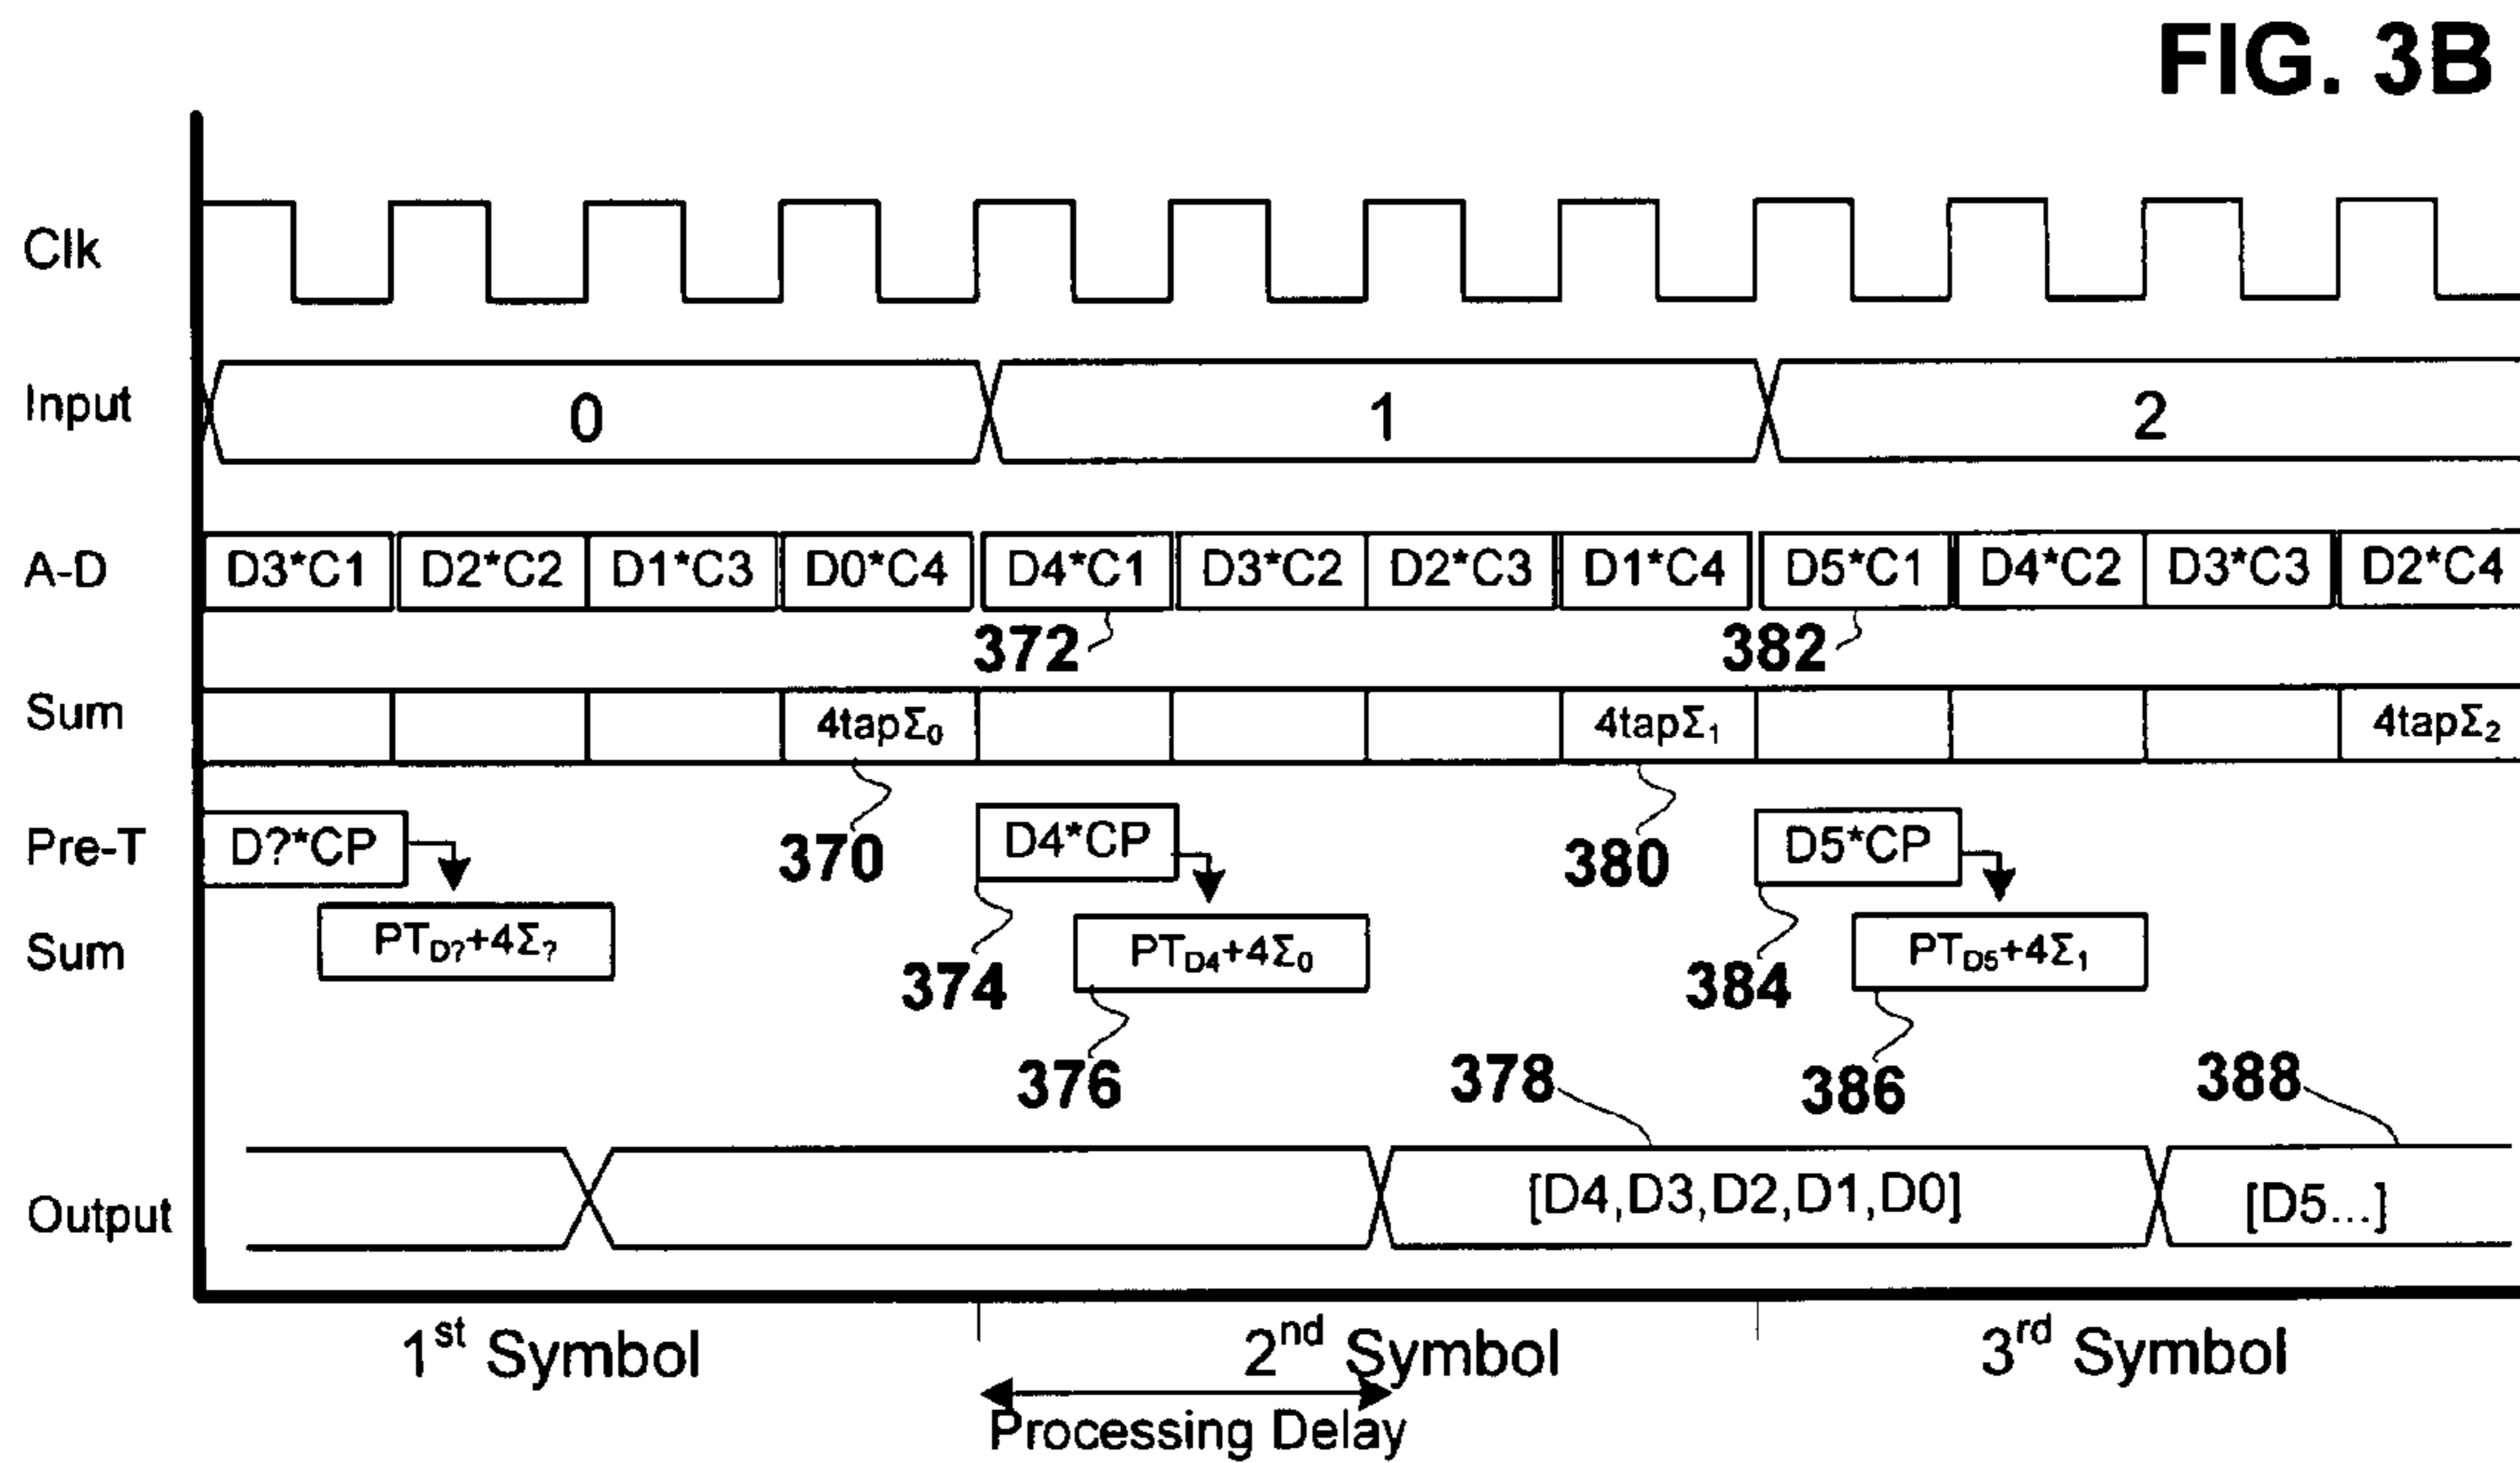 FIG. 3B
Clk
Input 0 1 2
A-D D3*C1 D2*C2 D1*C3 D0*C4 D4*C1 D3*C2 D2*C3 D1*C4 D5*C1 D4*C2 D3*C3 D2*C4
372 382
Sum 4tapΣ0 4tapΣ1 4tapΣ2
Pre-T D?*CP 370 D4*CP 380 D5*CP
Sum PTD?+4Σ? 374 PTD4+4Σ0 384 PTD5+4Σ1
376 378 386 388
Output [D4,D3,D2,D1,D0] [D5...]
1st Symbol 2nd Symbol 3rd Symbol
Processing Delay